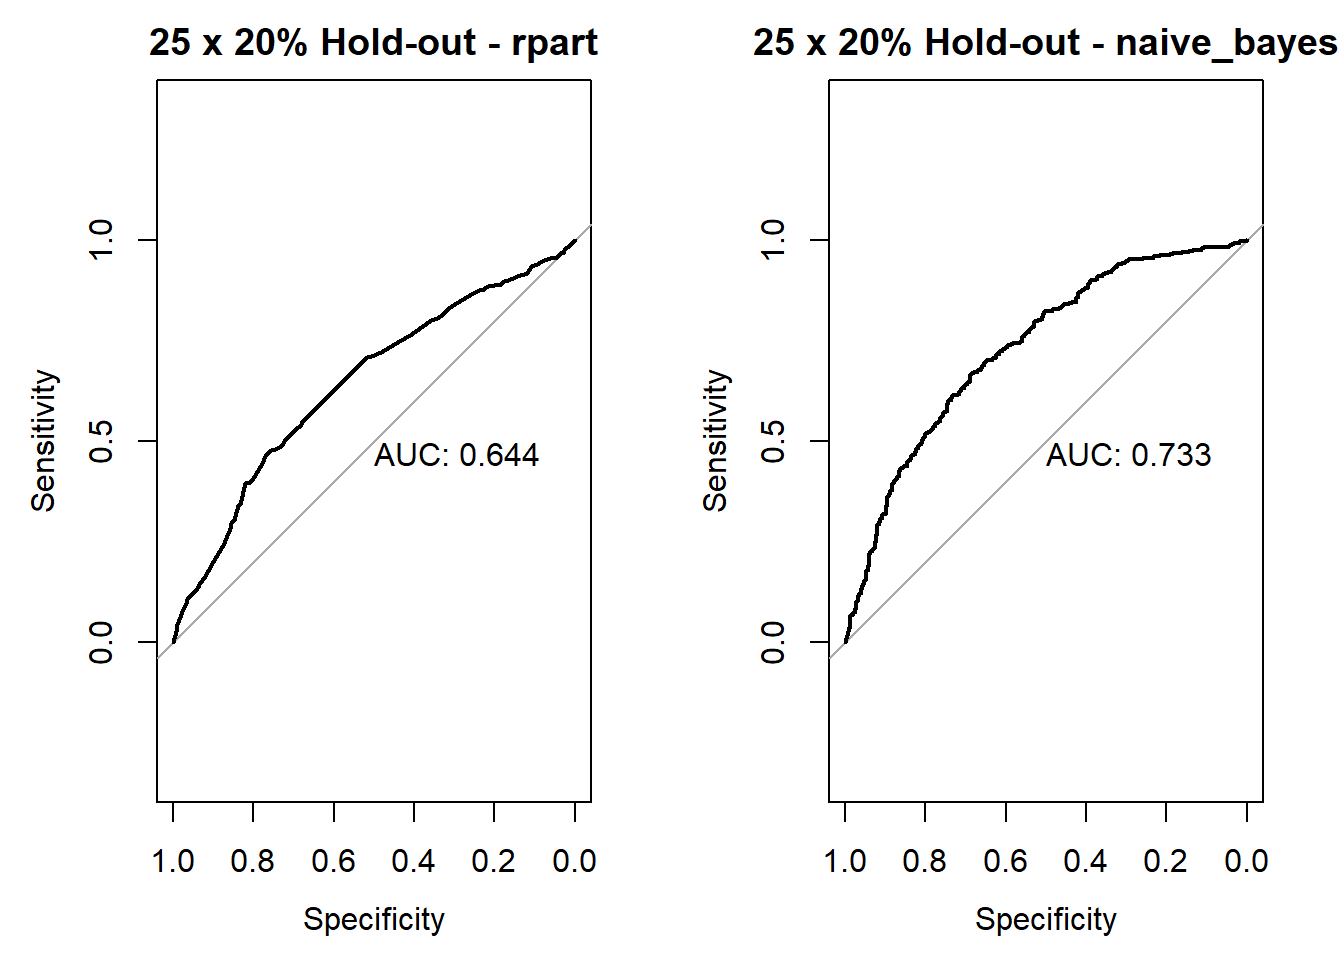 25 x 20% Hold-out - rpart
1.0
0.5
0.0
Sensitivity
AUC: 0.644
1.0 0.8 0.6 0.4 0.2 0.0
Specificity
25 x 20% Hold-out - naive_bayes
1.0
0.5
0.0
Sensitivity
AUC: 0.733
1.0 0.8 0.6 0.4 0.2 0.0
Specificity